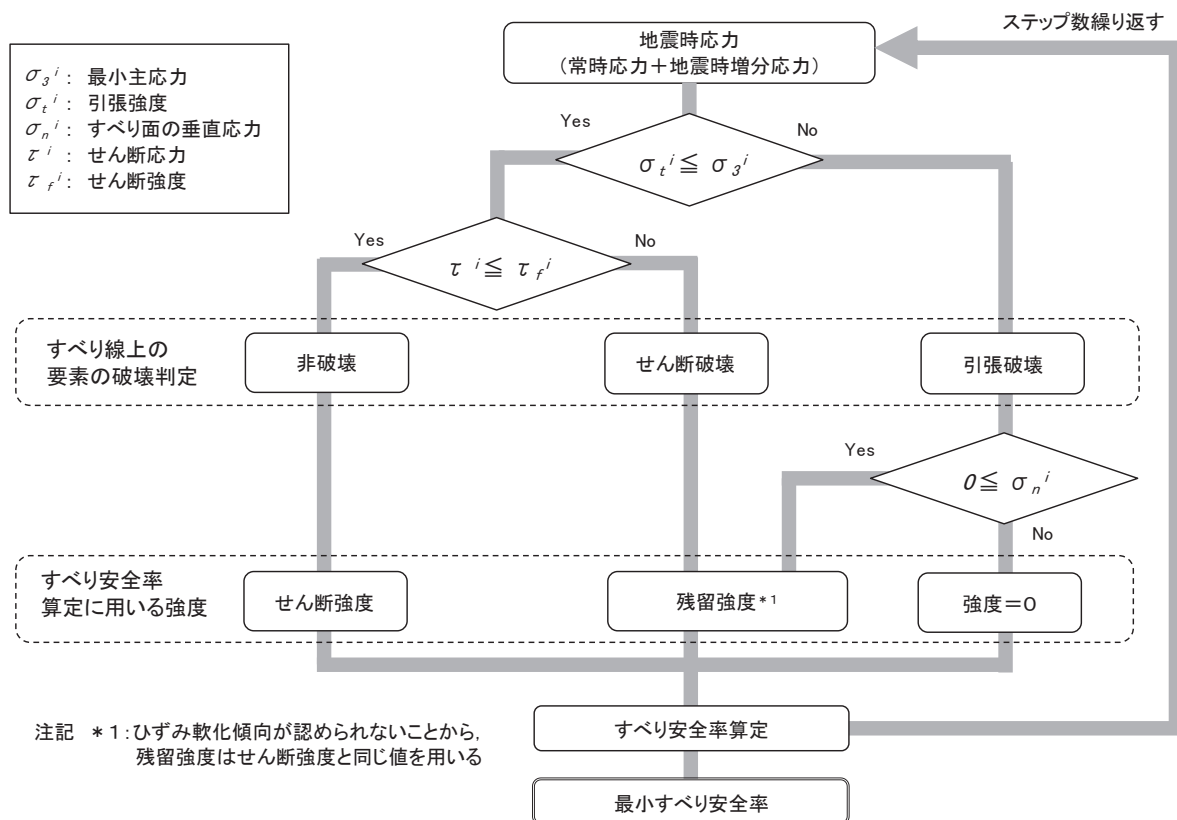 ステップ数繰り返す
地震時応力
（常時応力＋地震時増分応力）
σ₃ⁱ： 最小主応力
σₜⁱ： 引張強度
σₙⁱ： すべり面の垂直応力
τⁱ： せん断応力
τ_fⁱ： せん断強度
Yes
No
σₜⁱ≦ σ₃ⁱ
Yes
No
τⁱ≦ τ_fⁱ
すべり線上の
要素の破壊判定
非破壊
せん断破壊
引張破壊
Yes
0≦ σₙⁱ
No
すべり安全率
算定に用いる強度
せん断強度
残留強度*1
強度＝０
注記 ＊１：ひずみ軟化傾向が認められないことから，
残留強度はせん断強度と同じ値を用いる
すべり安全率算定
最小すべり安全率